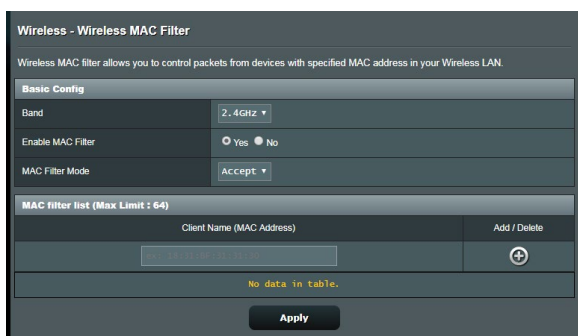 Wireless - Wireless MAC Filter
Wireless MAC filter allows you to control packets from devices with specified MAC address in your Wireless LAN.
Basic Config
Band 2.4GHz
Enable MAC Filter Yes No
MAC Filter Mode Accept
MAC filter list (Max Limit : 64)
Client Name (MAC Address) Add / Delete
No data in table.
Apply